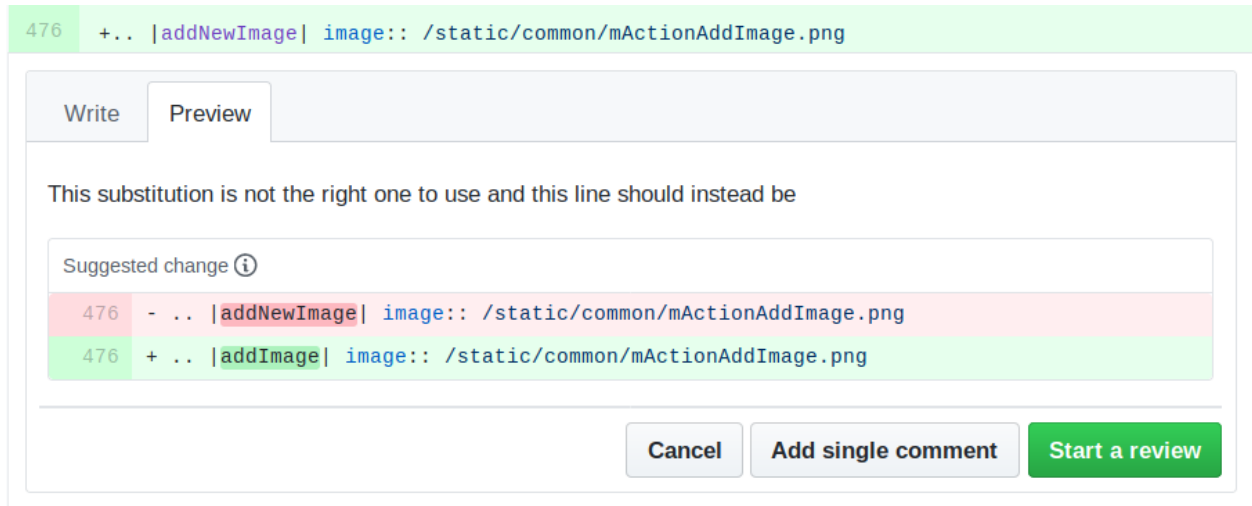 476 +.. |addNewImage| image:: /static/common/mActionAddImage.png
Write Preview
This substitution is not the right one to use and this line should instead be
Suggested change
476 - .. |addNewImage| image:: /static/common/mActionAddImage.png
476 + .. |addImage| image:: /static/common/mActionAddImage.png
Cancel Add single comment Start a review